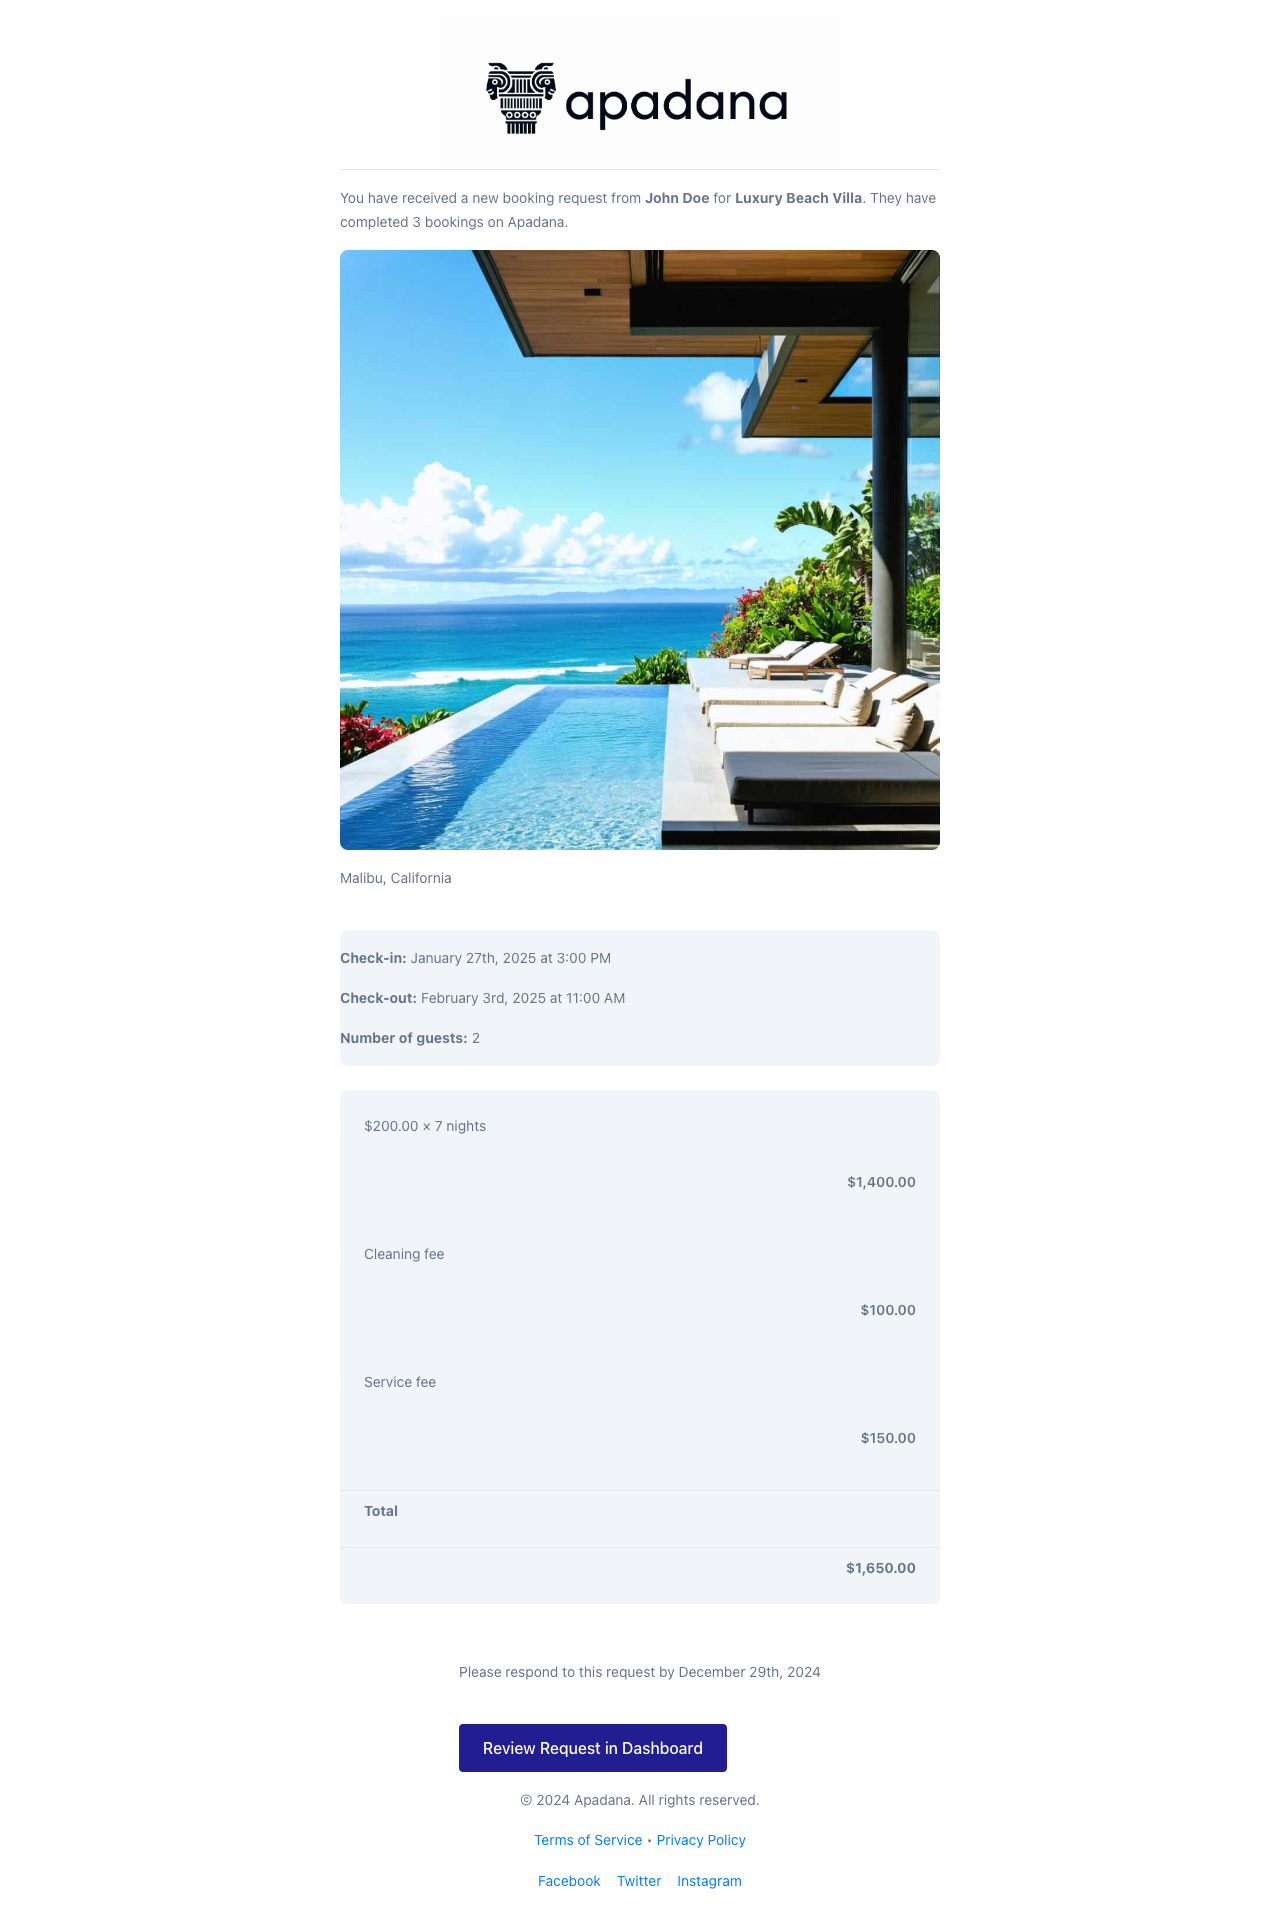 apadana
You have received a new booking request from John Doe for Luxury Beach Villa. They have
completed 3 bookings on Apadana.
Malibu, California
Check-in: January 27th, 2025 at 3:00 PM
Check-out: February 3rd, 2025 at 11:00 AM
Number of guests: 2
$200.00 × 7 nights
$1,400.00
Cleaning fee
$100.00
Service fee
$150.00
Total
$1,650.00
Please respond to this request by December 29th, 2024
Review Request in Dashboard
© 2024 Apadana. All rights reserved.
Terms of Service • Privacy Policy
Facebook Twitter Instagram